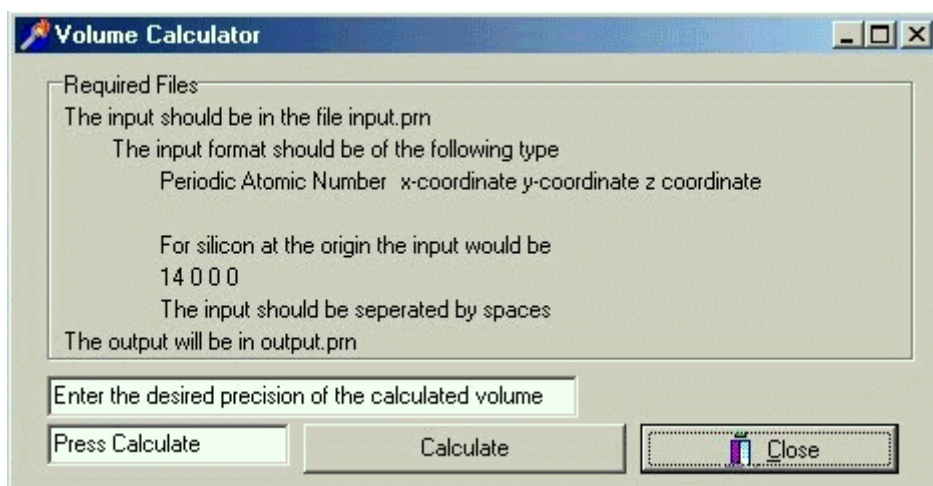 Volume Calculator
Required Files
The input should be in the file input.prn
The input format should be of the following type
Periodic Atomic Number x-coordinate y-coordinate z coordinate
For silicon at the origin the input would be
14 0 0 0
The input should be seperated by spaces
The output will be in output.prn
Enter the desired precision of the calculated volume
Press Calculate
Calculate
Close